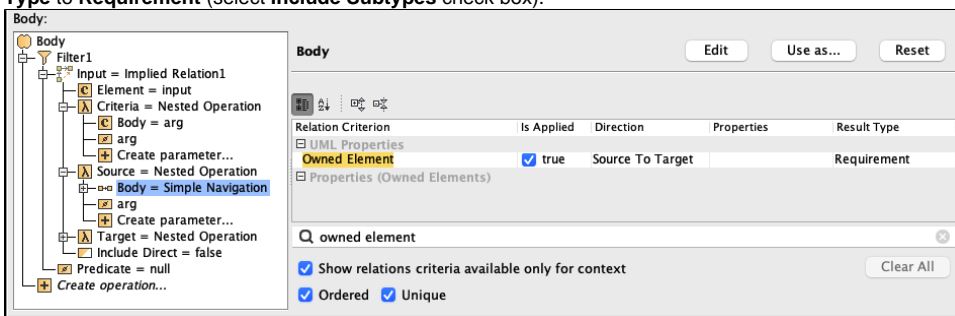 Type to Requirement (select Include Subtypes check box).
Body:
Body
Filter1
Input = Implied Relation1
Element = input
Criteria = Nested Operation
Body = arg
arg
Create parameter...
Source = Nested Operation
Body = Simple Navigation
arg
Create parameter...
Target = Nested Operation
Include Direct = false
Predicate = null
Create operation...
Body Edit Use as... Reset
Relation Criterion Is Applied Direction Properties Result Type
UML Properties
Owned Element true Source To Target Requirement
Properties (Owned Elements)
owned element
Show relations criteria available only for context Clear All
Ordered Unique